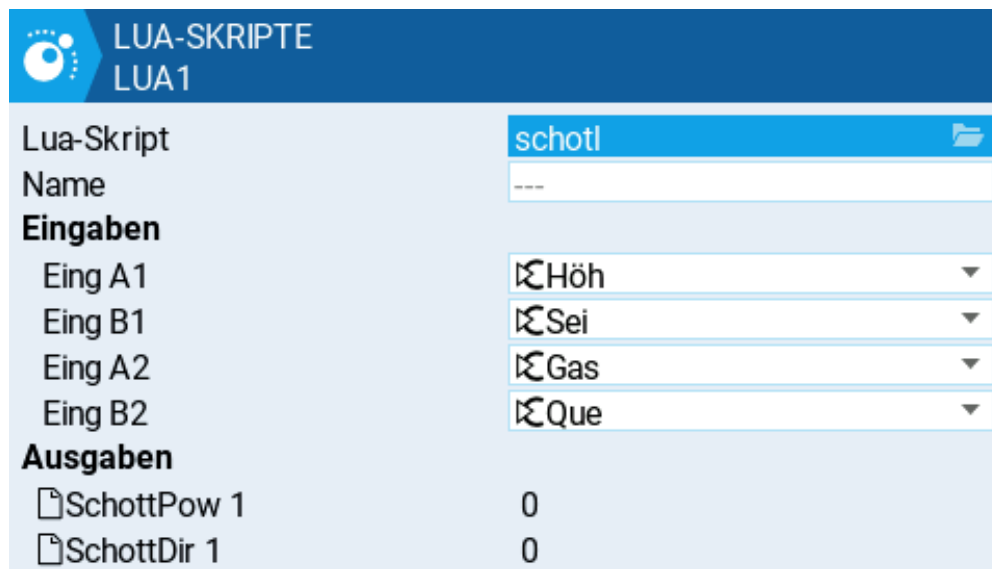 LUA-SKRIPTE
LUA1
Lua-Skript schotl
Name ---
Eingaben
Eing A1 Höh
Eing B1 Sei
Eing A2 Gas
Eing B2 Que
Ausgaben
SchottPow 1 0
SchottDir 1 0